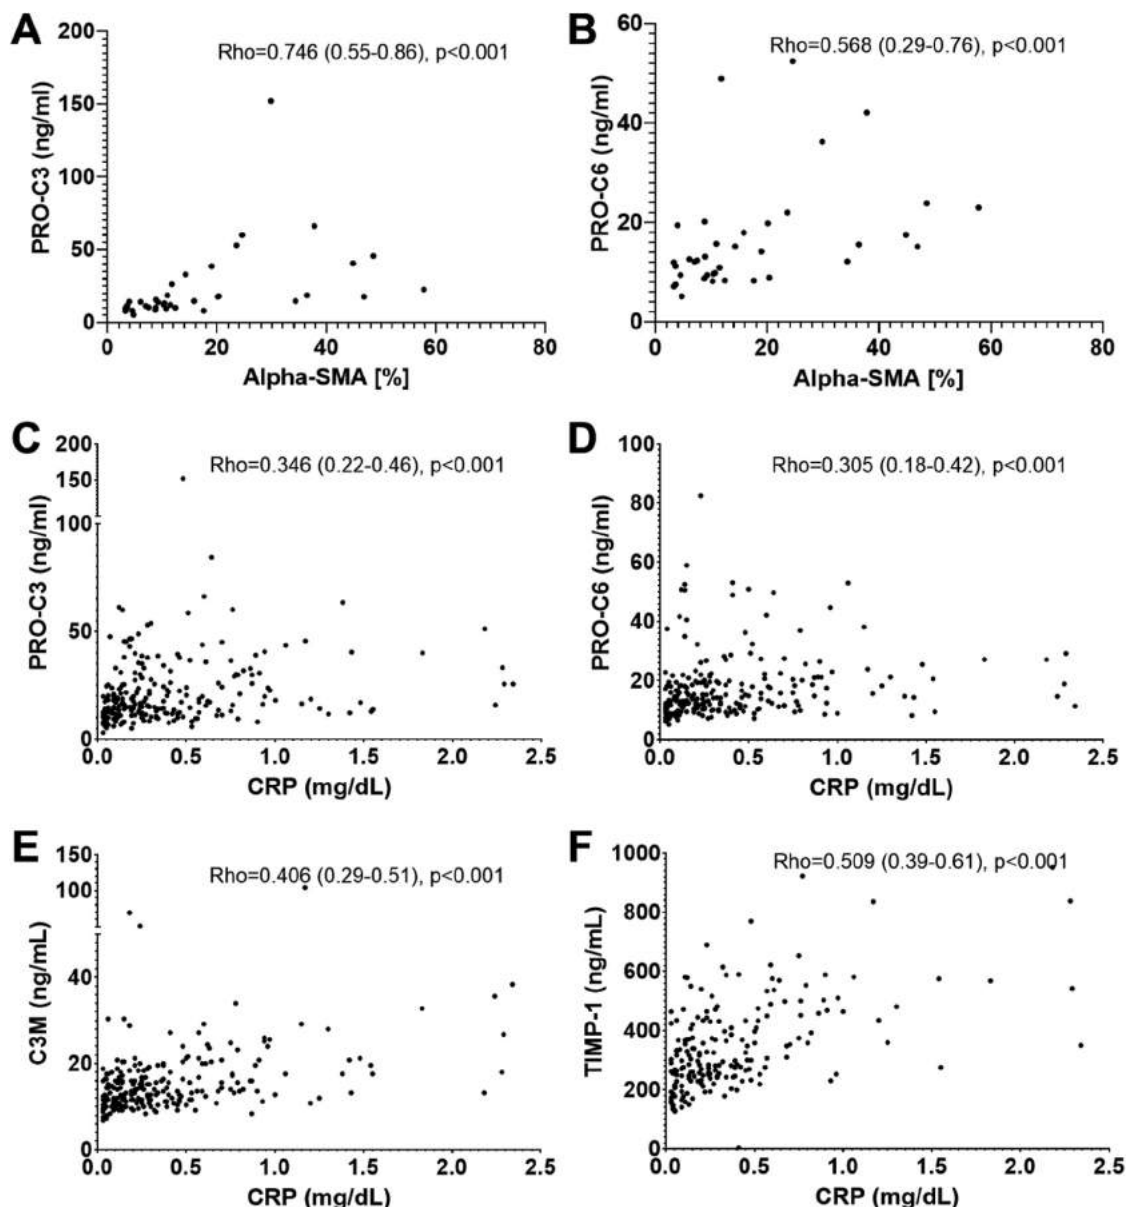 A
Rho=0.746 (0.55-0.86), p<0.001
PRO-C3 (ng/ml)
200
150
100
50
0
0 20 40 60 80
Alpha-SMA [%]
B
Rho=0.568 (0.29-0.76), p<0.001
PRO-C6 (ng/ml)
60
40
20
0
0 20 40 60 80
Alpha-SMA [%]
C
Rho=0.346 (0.22-0.46), p<0.001
PRO-C3 (ng/ml)
200
150
100
50
0
0.0 0.5 1.0 1.5 2.0 2.5
CRP (mg/dL)
D
Rho=0.305 (0.18-0.42), p<0.001
PRO-C6 (ng/ml)
100
80
60
40
20
0
0.0 0.5 1.0 1.5 2.0 2.5
CRP (mg/dL)
E
Rho=0.406 (0.29-0.51), p<0.001
C3M (ng/mL)
150
100
40
20
0
0.0 0.5 1.0 1.5 2.0 2.5
CRP (mg/dL)
F
Rho=0.509 (0.39-0.61), p<0.001
TIMP-1 (ng/mL)
1000
800
600
400
200
0
0.0 0.5 1.0 1.5 2.0 2.5
CRP (mg/dL)